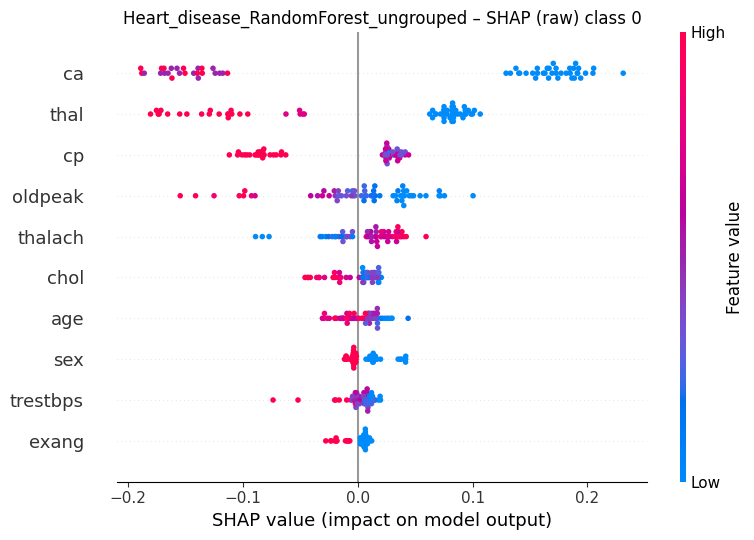 Heart_disease_RandomForest_ungrouped – SHAP (raw) class 0
High
ca
thal
cp
oldpeak
thalach
chol
age
sex
trestbps
exang
Feature value
Low
−0.2 −0.1 0.0 0.1 0.2
SHAP value (impact on model output)